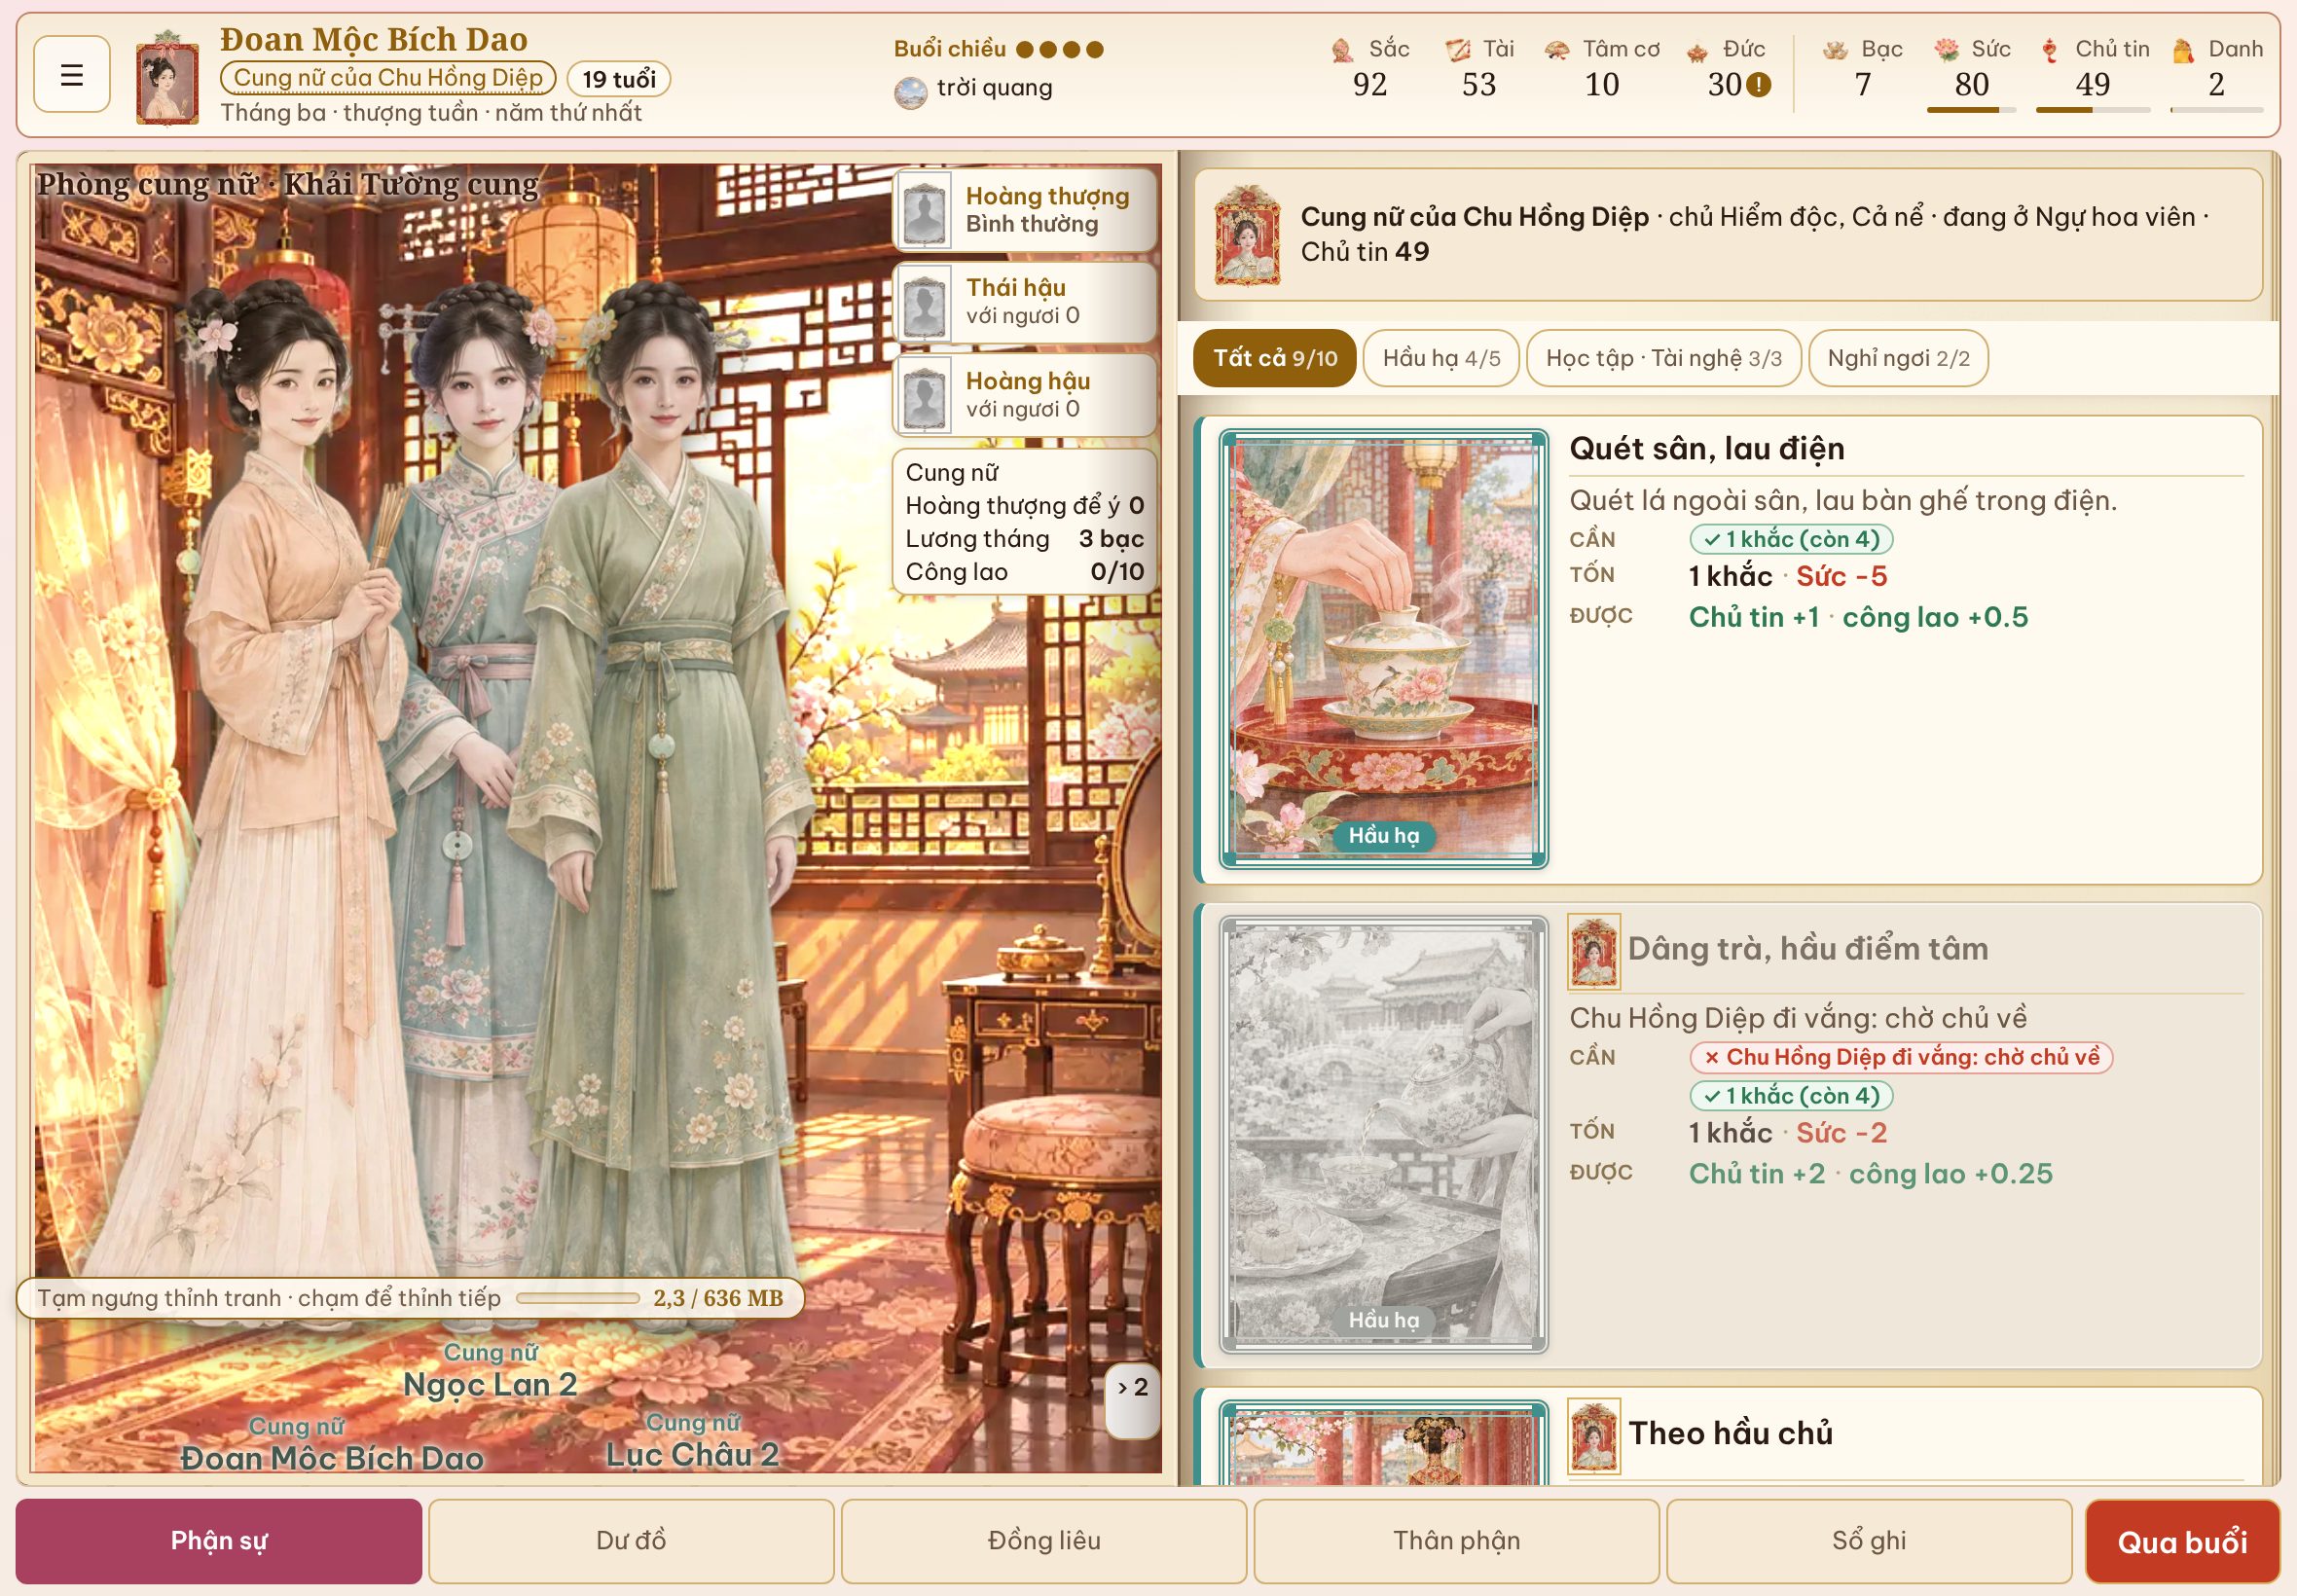 ☰
Đoan Mộc Bích Dao
Cung nữ của Chu Hồng Diệp
19 tuổi
Tháng ba · thượng tuần · năm thứ nhất
Buổi chiều
trời quang
Sắc
92
Tài
53
Tâm cơ
10
Đức
30 !
Bạc
7
Sức
80
Chủ tin
49
Danh
2
Phòng cung nữ · Khải Tường cung
Hoàng thượng
Bình thường
Thái hậu
với ngươi 0
Hoàng hậu
với ngươi 0
Cung nữ
Hoàng thượng để ý 0
Lương tháng 3 bạc
Công lao 0/10
Tạm ngưng thỉnh tranh · chạm để thỉnh tiếp 2,3 / 636 MB
Cung nữ
Ngọc Lan 2
Cung nữ
Đoan Mộc Bích Dao
Cung nữ
Lục Châu 2
› 2
Cung nữ của Chu Hồng Diệp · chủ Hiểm độc, Cả nể · đang ở Ngự hoa viên ·
Chủ tin 49
Tất cả 9/10
Hầu hạ 4/5
Học tập · Tài nghệ 3/3
Nghỉ ngơi 2/2
Hầu hạ
Quét sân, lau điện
Quét lá ngoài sân, lau bàn ghế trong điện.
CẦN ✓ 1 khắc (còn 4)
TỐN 1 khắc · Sức -5
ĐƯỢC Chủ tin +1 · công lao +0.5
Hầu hạ
Dâng trà, hầu điểm tâm
Chu Hồng Diệp đi vắng: chờ chủ về
CẦN × Chu Hồng Diệp đi vắng: chờ chủ về
✓ 1 khắc (còn 4)
TỐN 1 khắc · Sức -2
ĐƯỢC Chủ tin +2 · công lao +0.25
Theo hầu chủ
Phận sự
Dư đồ
Đồng liêu
Thân phận
Sổ ghi
Qua buổi